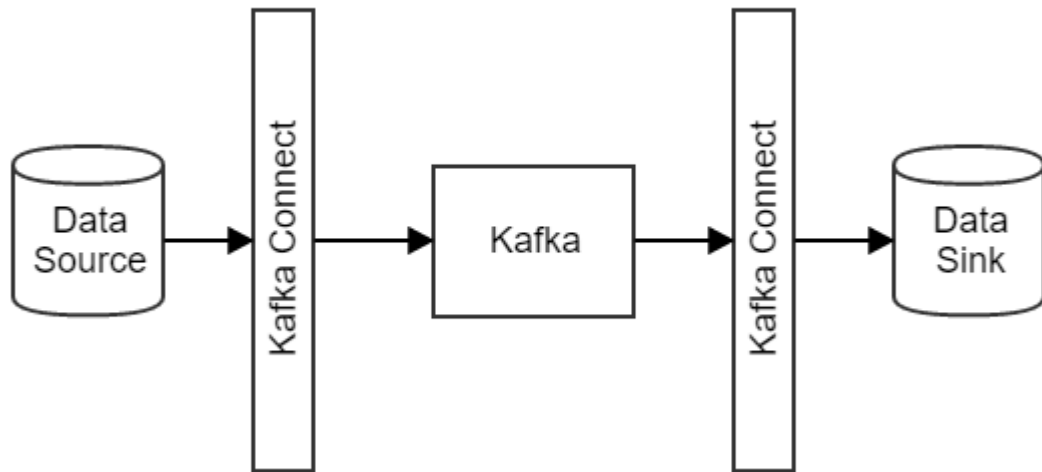 Data
Source
Kafka Connect
Kafka
Kafka Connect
Data
Sink